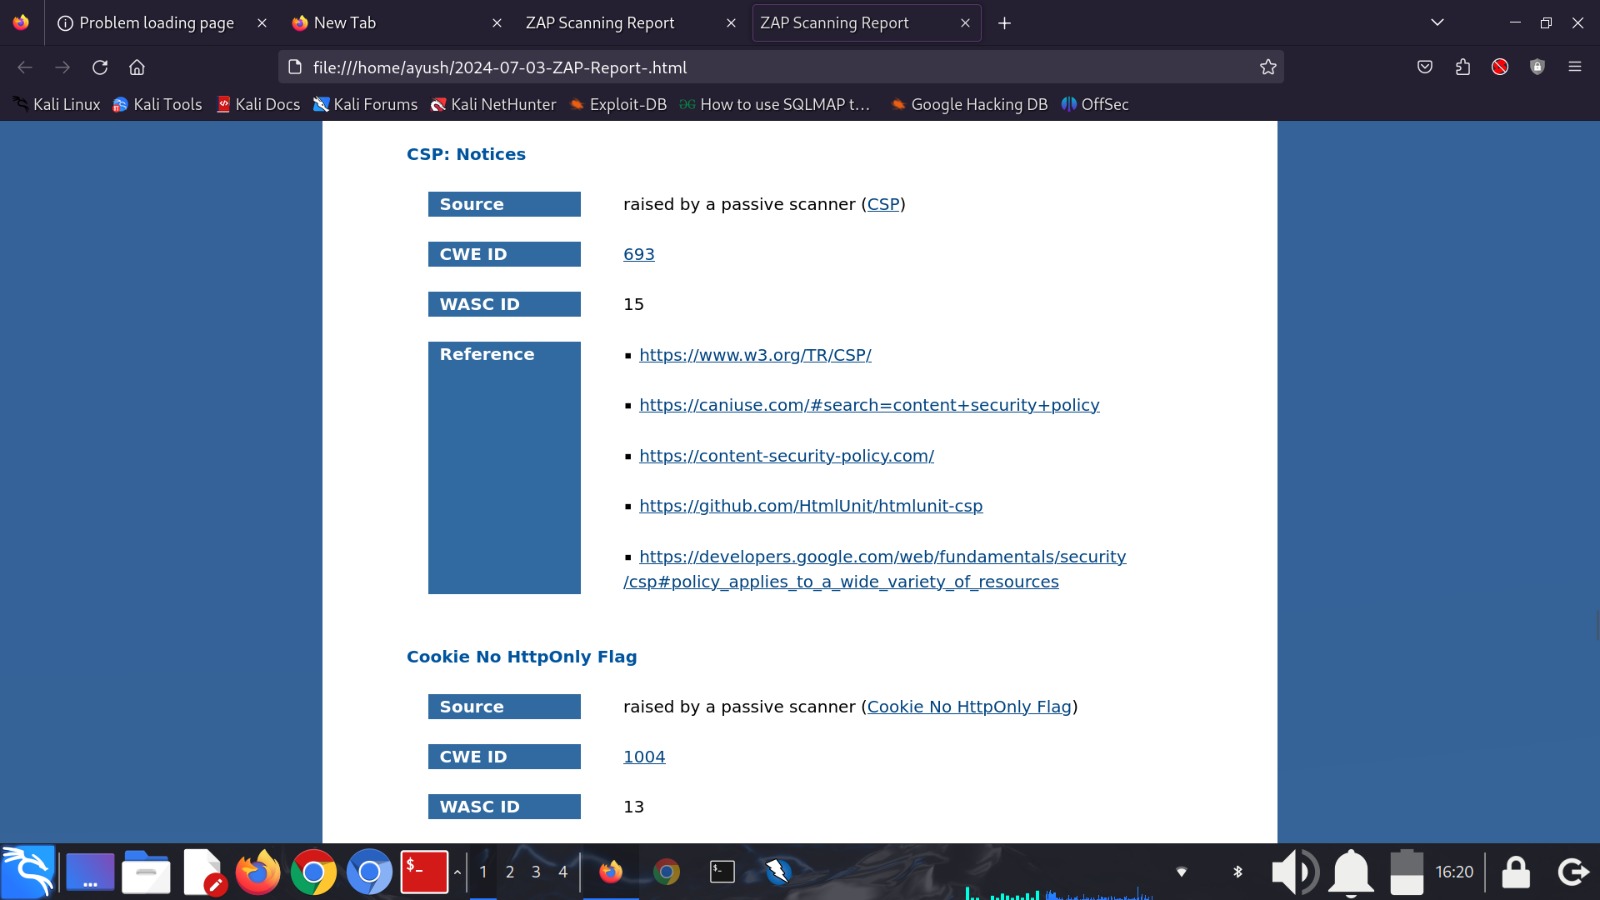 Problem loading page
New Tab
ZAP Scanning Report
ZAP Scanning Report
file:///home/ayush/2024-07-03-ZAP-Report-.html
Kali Linux Kali Tools Kali Docs Kali Forums Kali NetHunter Exploit-DB How to use SQLMAP t... Google Hacking DB OffSec
CSP: Notices
Source raised by a passive scanner (CSP)
CWE ID 693
WASC ID 15
Reference ▪ https://www.w3.org/TR/CSP/
▪ https://caniuse.com/#search=content+security+policy
▪ https://content-security-policy.com/
▪ https://github.com/HtmlUnit/htmlunit-csp
▪ https://developers.google.com/web/fundamentals/security
/csp#policy_applies_to_a_wide_variety_of_resources
Cookie No HttpOnly Flag
Source raised by a passive scanner (Cookie No HttpOnly Flag)
CWE ID 1004
WASC ID 13
$_ 1 2 3 4 16:20